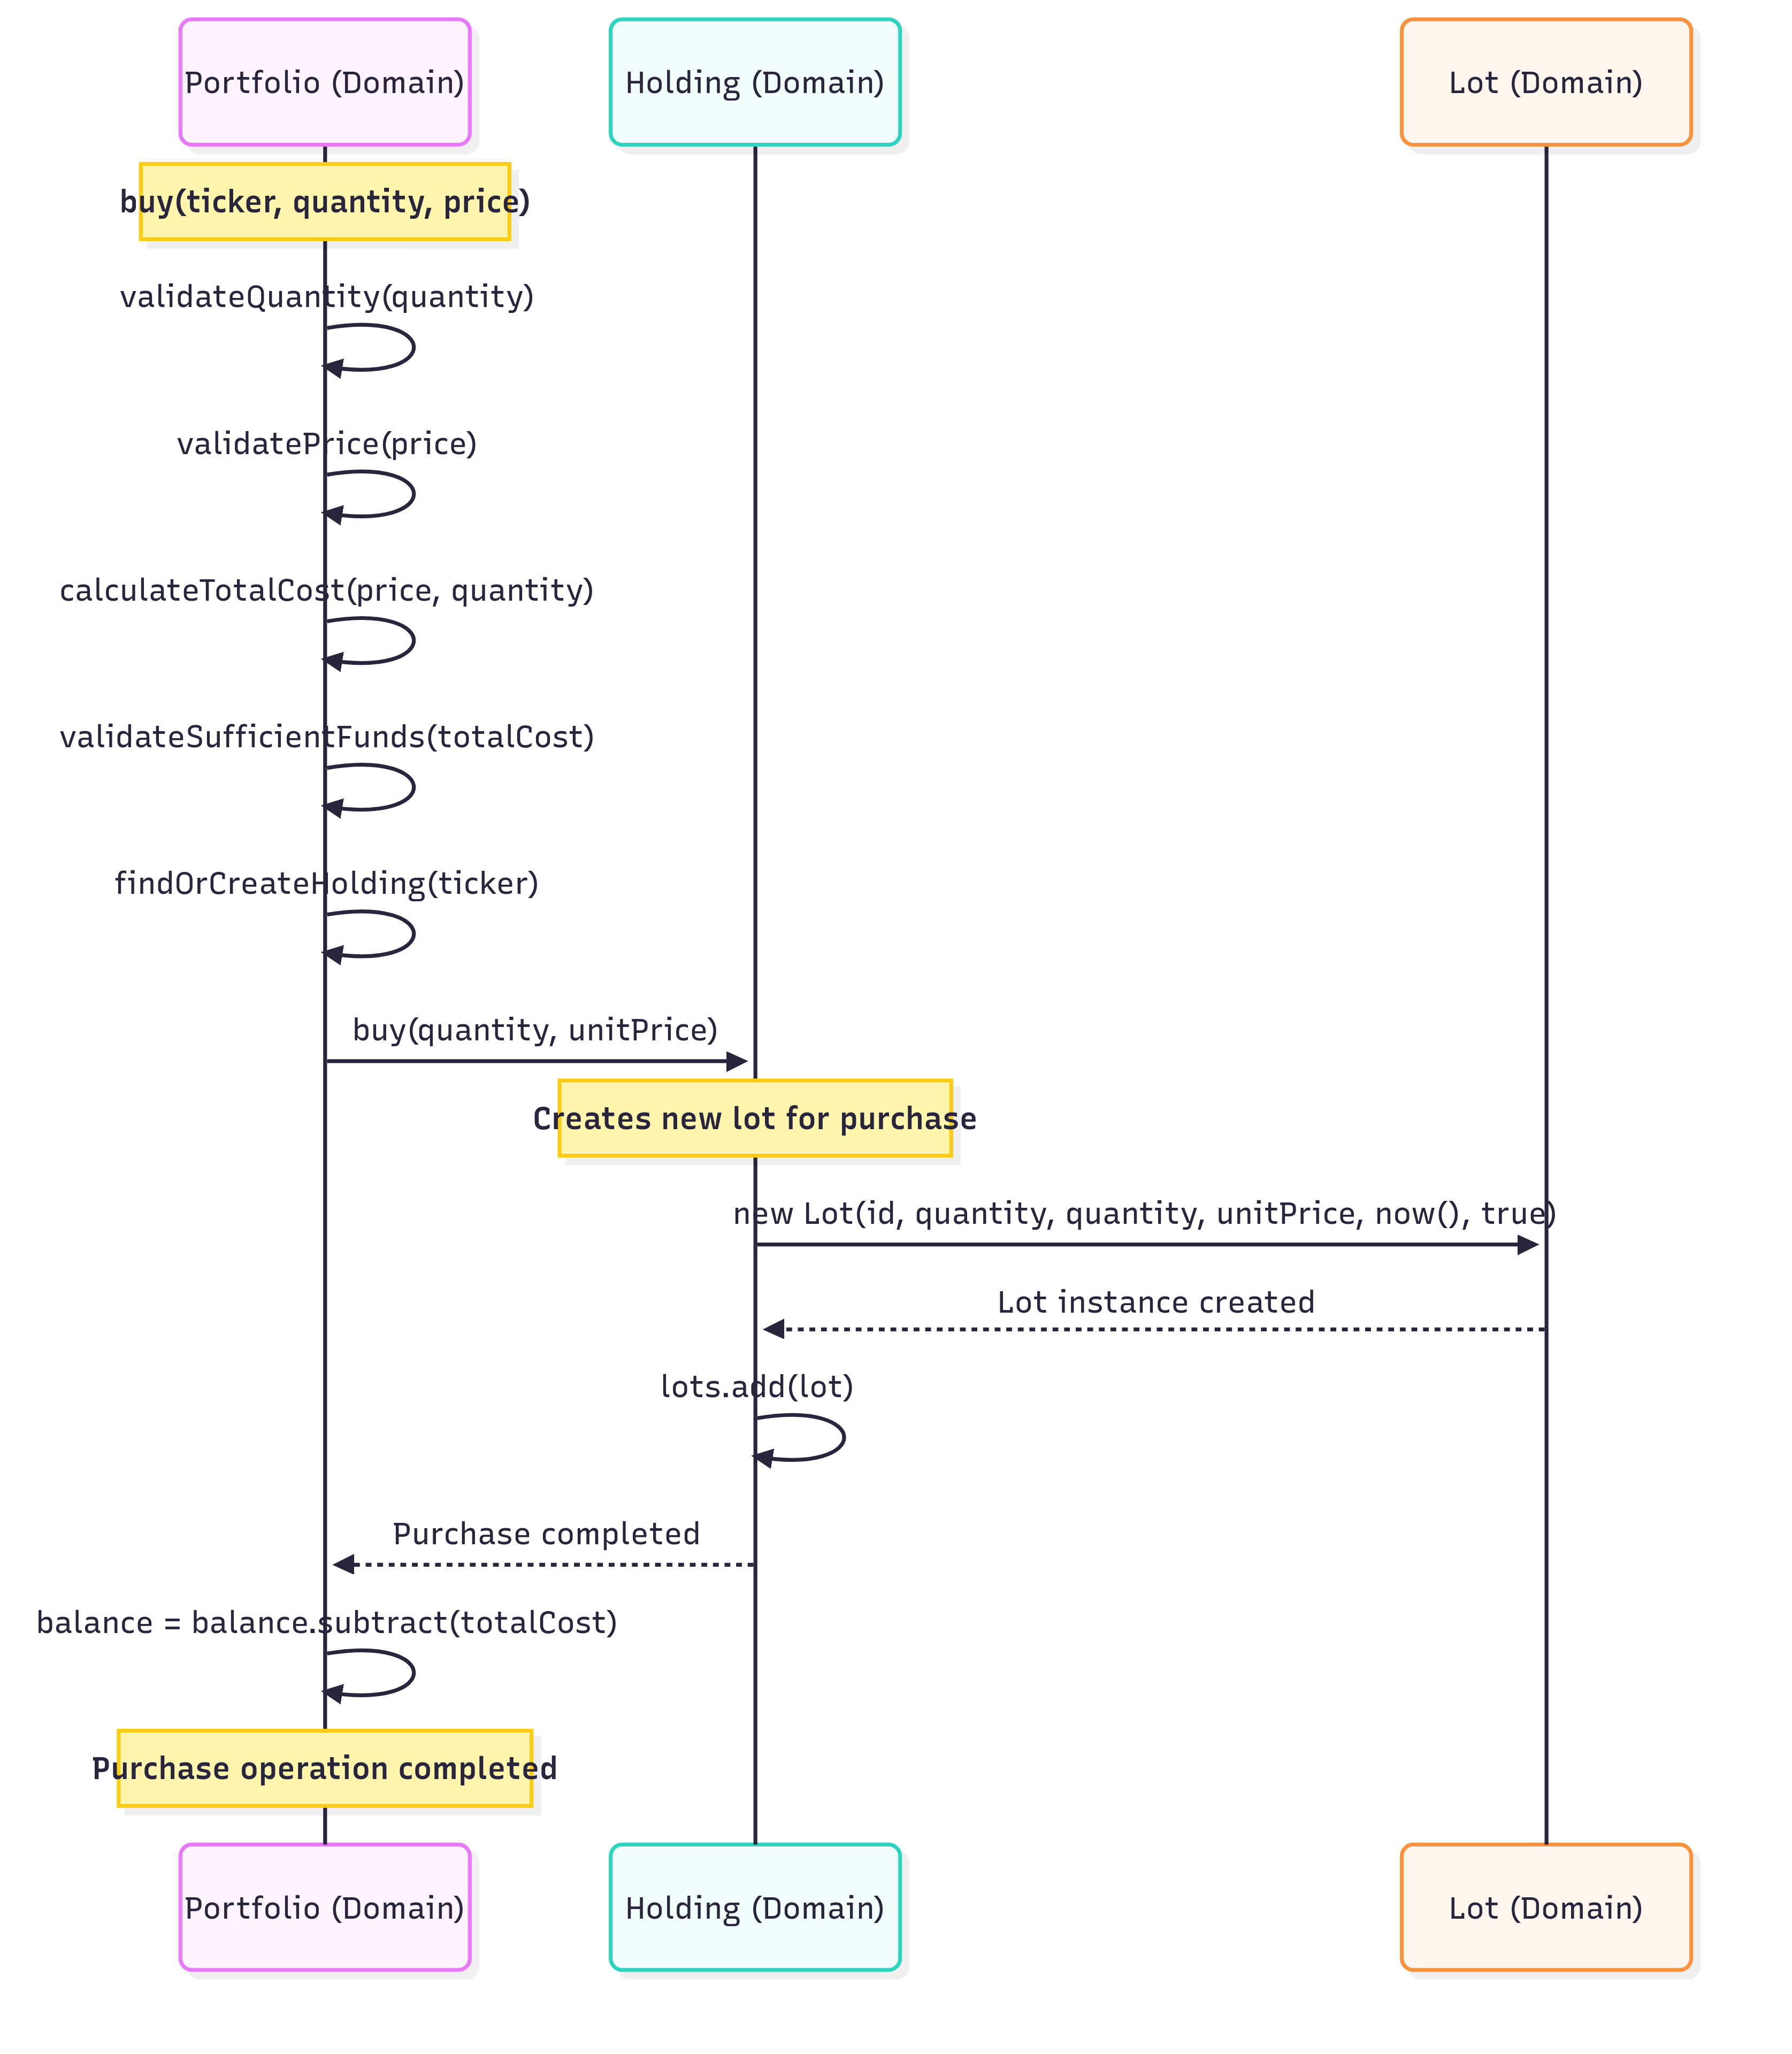 Portfolio (Domain)
Holding (Domain)
Lot (Domain)
buy(ticker, quantity, price)
validateQuantity(quantity)
validatePrice(price)
calculateTotalCost(price, quantity)
validateSufficientFunds(totalCost)
findOrCreateHolding(ticker)
buy(quantity, unitPrice)
Creates new lot for purchase
new Lot(id, quantity, quantity, unitPrice, now(), true)
Lot instance created
lots.add(lot)
Purchase completed
balance = balance.subtract(totalCost)
Purchase operation completed
Portfolio (Domain)
Holding (Domain)
Lot (Domain)